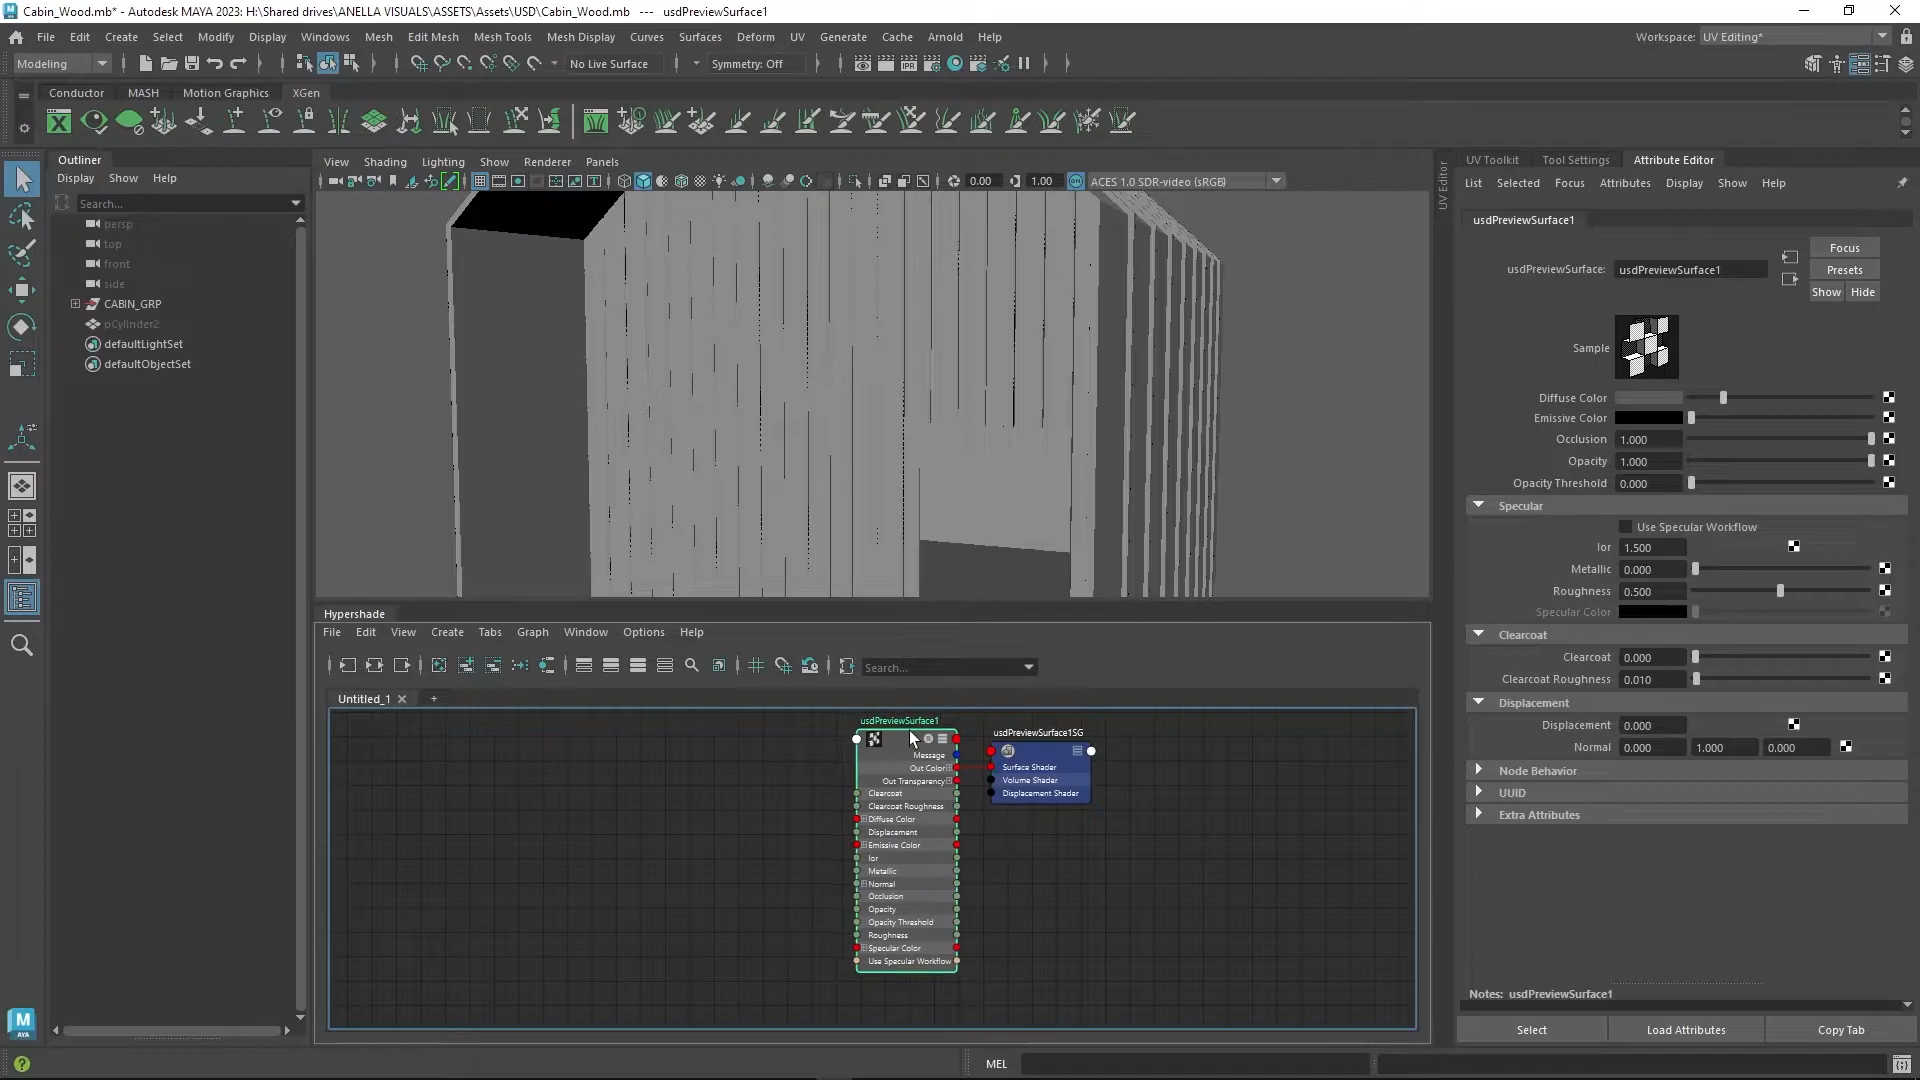 Cabin_Wood.mb* - Autodesk MAYA 2023: H:\Shared drives\ANELLA VISUALS\ASSETS\Assets\USD\Cabin_Wood.mb --- usdPreviewSurface1
File Edit Create Select Modify Display Windows Mesh Edit Mesh Mesh Tools Mesh Display Curves Surfaces Deform UV Generate Cache Arnold Help
Workspace: UV Editing*
Modeling
No Live Surface
Symmetry: Off
Conductor MASH Motion Graphics XGen
Outliner
Display Show Help
Search...
persp
top
front
side
CABIN_GRP
pCylinder2
defaultLightSet
defaultObjectSet
View Shading Lighting Show Renderer Panels
0.00 1.00 ON ACES 1.0 SDR-video (sRGB)
UV Editor
Hypershade
File Edit View Create Tabs Graph Window Options Help
Search...
Untitled_1
usdPreviewSurface1
Message
Out Color
Out Transparency
Clearcoat
Clearcoat Roughness
Diffuse Color
Displacement
Emissive Color
Ior
Metallic
Normal
Occlusion
Opacity
Opacity Threshold
Roughness
Specular Color
Use Specular Workflow
usdPreviewSurface1SG
Surface Shader
Volume Shader
Displacement Shader
UV Toolkit Tool Settings Attribute Editor
List Selected Focus Attributes Display Show Help
usdPreviewSurface1
usdPreviewSurface: usdPreviewSurface1
Focus
Presets
Show Hide
Sample
Diffuse Color
Emissive Color
Occlusion 1.000
Opacity 1.000
Opacity Threshold 0.000
Specular
Use Specular Workflow
Ior 1.500
Metallic 0.000
Roughness 0.500
Specular Color
Clearcoat
Clearcoat 0.000
Clearcoat Roughness 0.010
Displacement
Displacement 0.000
Normal 0.000 1.000 0.000
Node Behavior
UUID
Extra Attributes
Notes: usdPreviewSurface1
Select Load Attributes Copy Tab
M
AYA
MEL